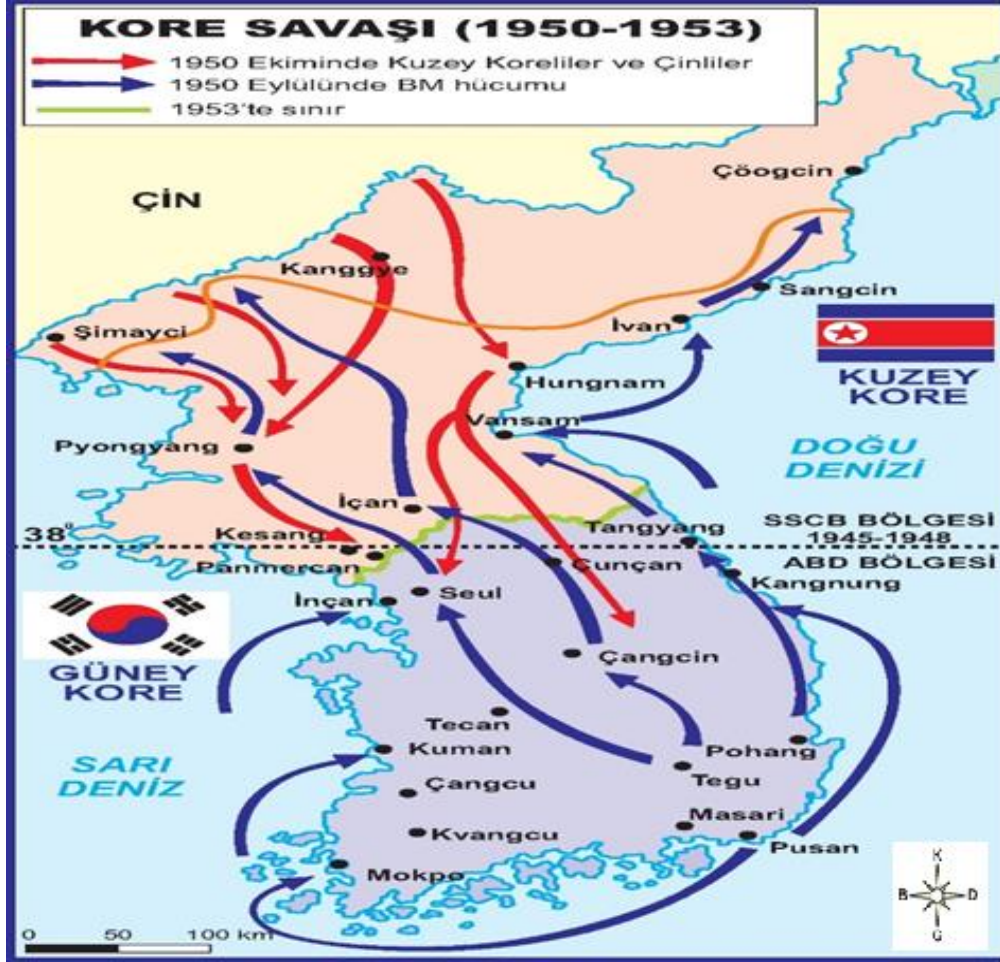 KORE SAVAŞI (1950-1953)
1950 Ekiminde Kuzey Koreliler ve Çinliler
1950 Eylülünde BM hücumu
1953'te sınır
ÇİN
Çöogcin
Kanggye
Sangcin
Şimayci
İvan
Hungnam
KUZEY
KORE
Vansam
Pyongyang
DOĞU
DENİZİ
İçan
Tangyang
SSCB BÖLGESİ
1945-1948
38°
Kesang
Panmercan
Cunçan
ABD BÖLGESİ
Kangnung
İnçan
Seul
GÜNEY
KORE
Çangcin
Tecan
Kuman
Pohang
SARI
DENİZ
Tegu
Çangcu
Masari
Kvangcu
Pusan
Mokpo
K
B
D
G
0 50 100 km